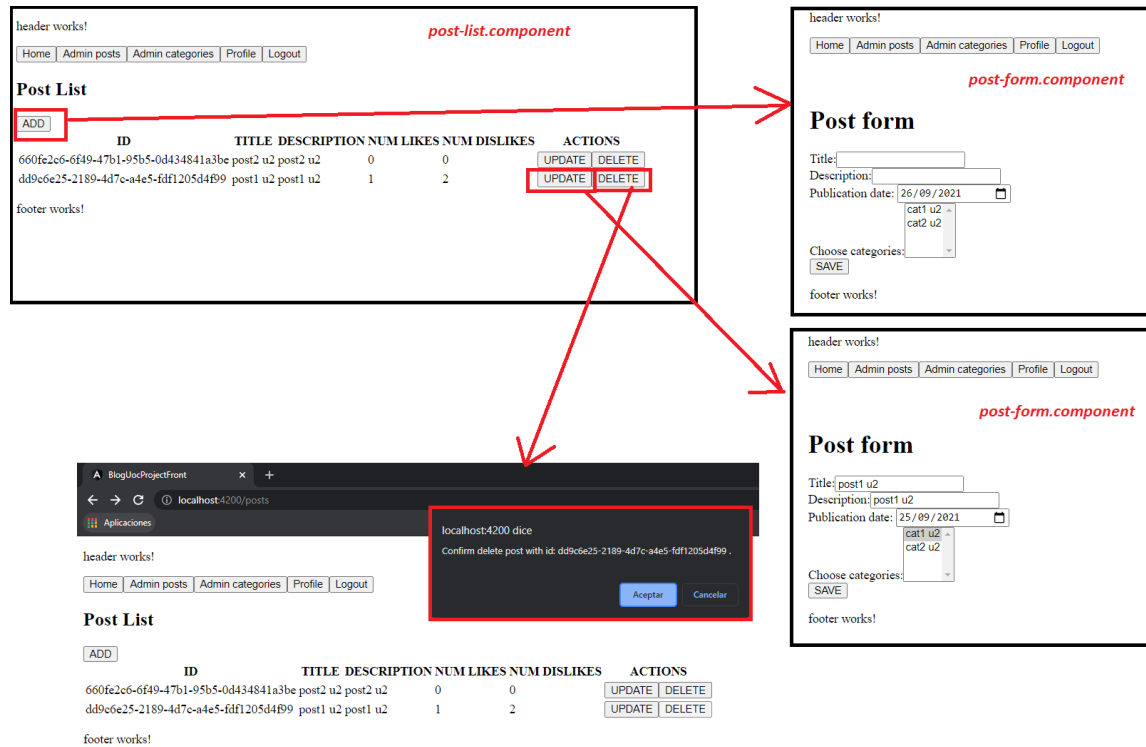 header works!
post-list.component
Home Admin posts Admin categories Profile Logout
Post List
ADD
ID TITLE DESCRIPTION NUM LIKES NUM DISLIKES ACTIONS
660fe2c6-6f49-47b1-95b5-0d434841a3be post2 u2 post2 u2 0 0 UPDATE DELETE
dd9c6e25-2189-4d7c-a4e5-fdf1205d4f99 post1 u2 post1 u2 1 2 UPDATE DELETE
footer works!
header works!
Home Admin posts Admin categories Profile Logout
post-form.component
Post form
Title:
Description:
Publication date: 26/09/2021
cat1 u2
cat2 u2
Choose categories:
SAVE
footer works!
header works!
Home Admin posts Admin categories Profile Logout
post-form.component
Post form
Title: post1 u2
Description: post1 u2
Publication date: 25/09/2021
cat1 u2
cat2 u2
Choose categories:
SAVE
footer works!
BlogUocProjectFront
localhost:4200/posts
Aplicaciones
localhost:4200 dice
Confirm delete post with id: dd9c6e25-2189-4d7c-a4e5-fdf1205d4f99 .
Aceptar Cancelar
header works!
Home Admin posts Admin categories Profile Logout
Post List
ADD
ID TITLE DESCRIPTION NUM LIKES NUM DISLIKES ACTIONS
660fe2c6-6f49-47b1-95b5-0d434841a3be post2 u2 post2 u2 0 0 UPDATE DELETE
dd9c6e25-2189-4d7c-a4e5-fdf1205d4f99 post1 u2 post1 u2 1 2 UPDATE DELETE
footer works!